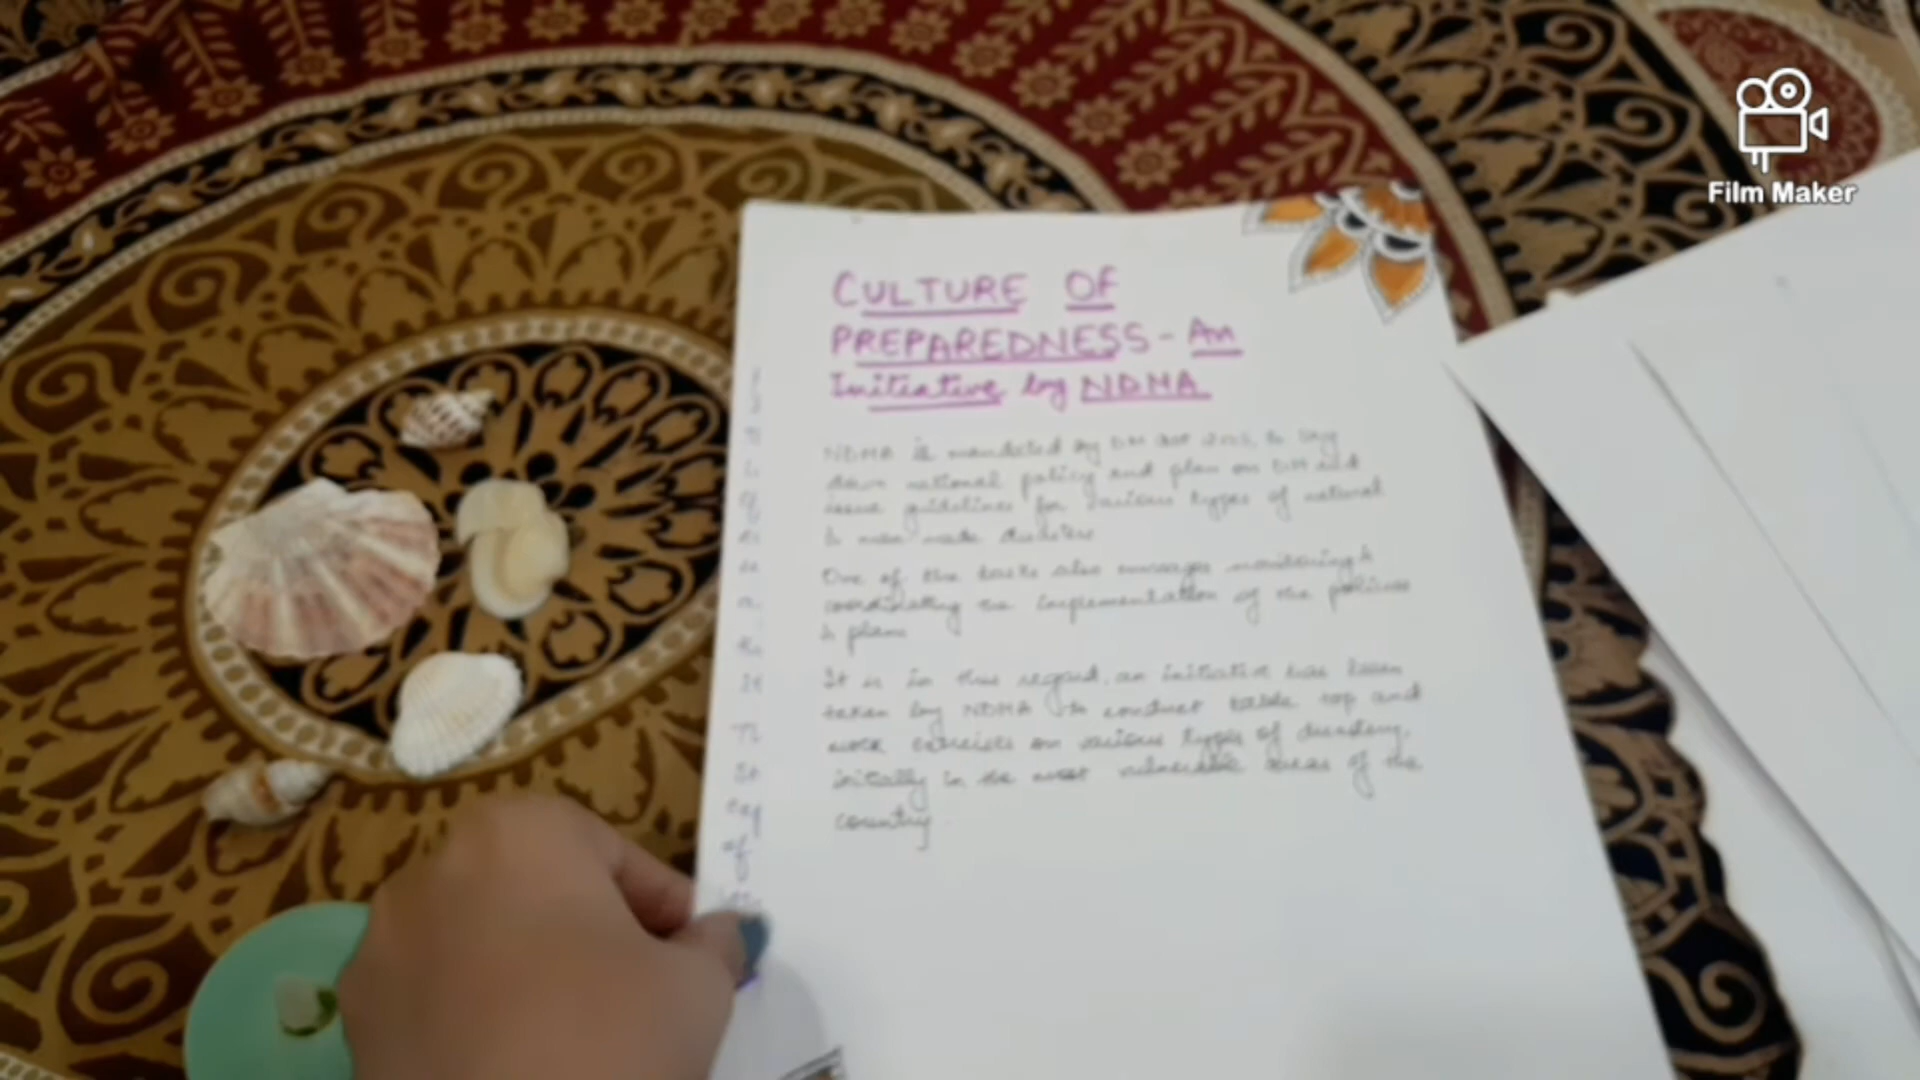 Film Maker
CULTURE OF
PREPAREDNESS - An
Initiative by NDMA
NDMA is mandated by DM Act 2005, to lay
down national policy and plan on DM and
issue guidelines for various types of natural
& man made
One of the tasks also monitoring &
coordinating the implementation of the policies
& plans
It is in this regard, an initiative has been
taken by NDMA to conduct table top and
mock exercises on various types of
initially in the most vulnerable areas of the
country.